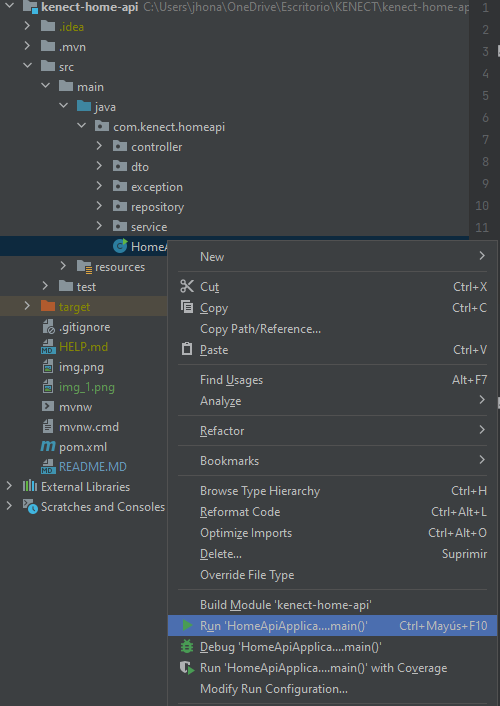 kenect-home-api C:\Users\jhona\OneDrive\Escritorio\KENECT\kenect-home-ap
.idea
.mvn
src
main
java
com.kenect.homeapi
controller
dto
exception
repository
service
HomeA
resources
test
target
.gitignore
HELP.md
img.png
img_1.png
mvnw
mvnw.cmd
pom.xml
README.MD
External Libraries
Scratches and Consoles
1
2
3
4
5
6
7
8
9
10
11
New
Cut Ctrl+X
Copy Ctrl+C
Copy Path/Reference...
Paste Ctrl+V
Find Usages Alt+F7
Analyze
Refactor
Bookmarks
Browse Type Hierarchy Ctrl+H
Reformat Code Ctrl+Alt+L
Optimize Imports Ctrl+Alt+O
Delete... Suprimir
Override File Type
Build Module 'kenect-home-api'
Run 'HomeApiApplica....main()' Ctrl+Mayús+F10
Debug 'HomeApiApplica....main()'
Run 'HomeApiApplica....main()' with Coverage
Modify Run Configuration...